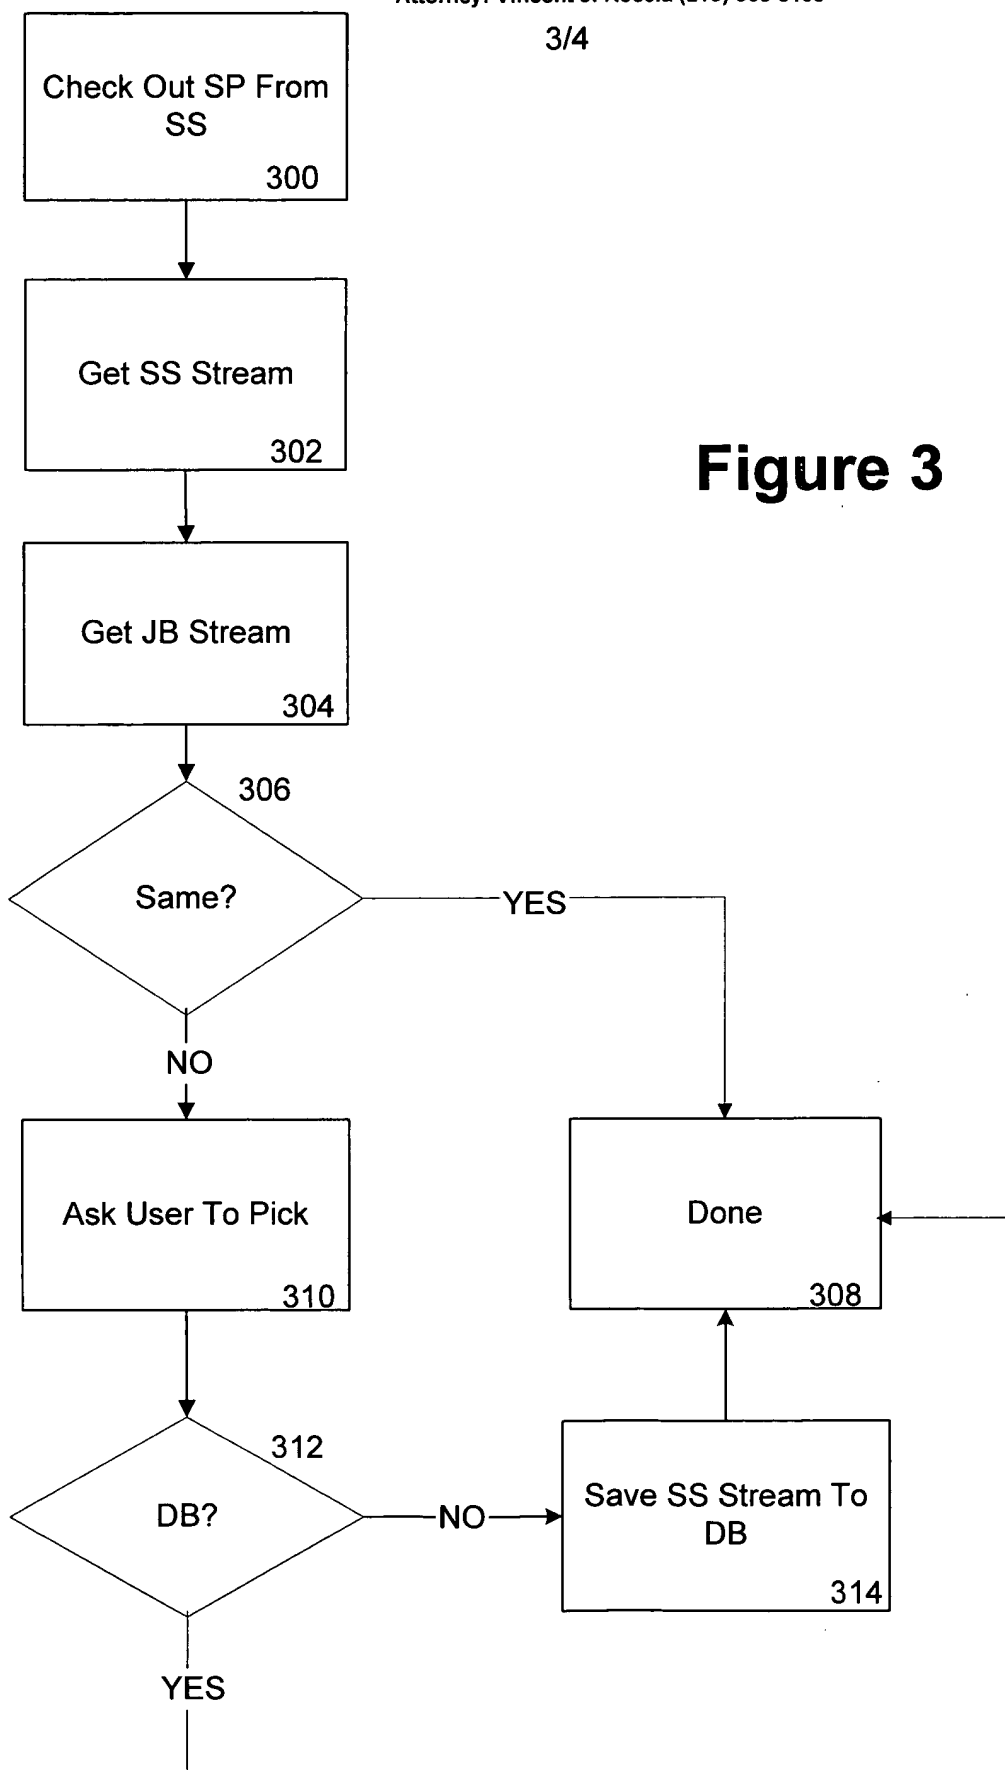 3/4
Check Out SP From
SS
300
Get SS Stream
302
Figure 3
Get JB Stream
304
306
Same?
YES
NO
Ask User To Pick
310
Done
308
312
DB?
NO
Save SS Stream To
DB
314
YES